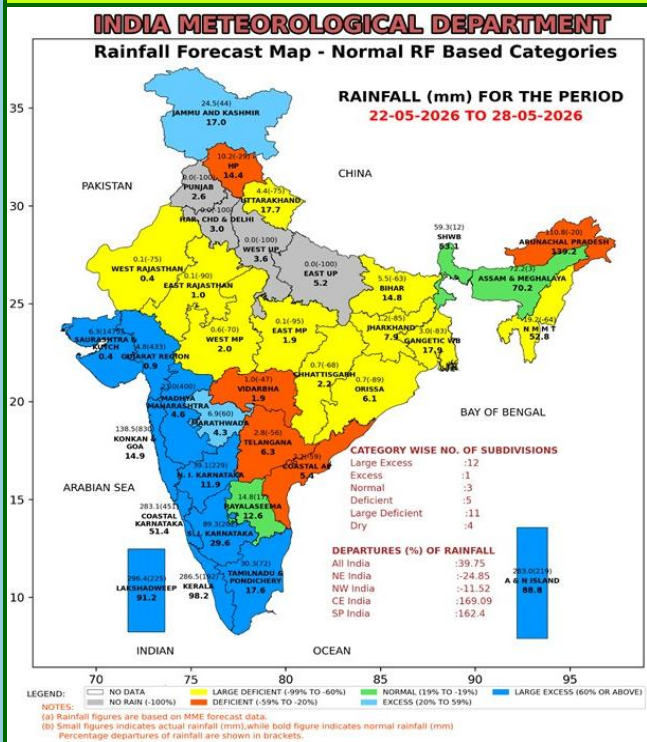 INDIA METEOROLOGICAL DEPARTMENT
Rainfall Forecast Map - Normal RF Based Categories
RAINFALL (mm) FOR THE PERIOD
22-05-2026 TO 28-05-2026
35
30
25
20
15
10
24.5(44)
JAMMU AND KASHMIR
17.0
10.2(-29)
HP
14.4
PAKISTAN
CHINA
0.0(-100)
PUNJAB
2.6
4.4(-75)
UTTARAKHAND
17.7
0.0(-100)
HAR. CHD & DELHI
3.0
0.0(-100)
WEST UP
3.6
0.0(-100)
EAST UP
5.2
59.3(12)
SHWB
53.1
110.8(-20)
ARUNACHAL PRADESH
139.2
72.2(3)
ASSAM & MEGHALAYA
70.2
19.2(-64)
N M M T
52.8
0.1(-75)
WEST RAJASTHAN
0.4
0.1(-90)
EAST RAJASTHAN
1.0
5.5(-63)
BIHAR
14.8
0.6(-70)
WEST MP
2.0
0.1(-95)
EAST MP
1.9
1.2(-85)
JHARKHAND
7.9
3.0(-83)
GANGETIC WB
17.9
6.3(1475)
SAURASHTRA &
KUTCH
0.4
4.8(433)
GUJARAT REGION
0.9
0.7(-68)
CHHATTISGARH
2.2
0.7(-89)
ORISSA
6.1
23.0(400)
MADHYA
MAHARASHTRA
4.6
1.0(-47)
VIDARBHA
1.9
6.9(60)
MARATHWADA
4.3
138.5(830)
KONKAN &
GOA
14.9
2.8(-56)
TELANGANA
6.3
2.2(-59)
COASTAL AP
5.4
BAY OF BENGAL
ARABIAN SEA
39.1(229)
N. I. KARNATAKA
11.9
14.8(17)
RAYALASEEMA
12.6
283.1(451)
COASTAL
KARNATAKA
51.4
S. I. KARNATAKA
29.6
30.3(72)
TAMILNADU &
PONDICHERY
17.6
286.5(192)
KERALA
98.2
296.4(225)
LAKSHADWEEP
91.2
283.0(219)
A & N ISLAND
88.8
CATEGORY WISE NO. OF SUBDIVISIONS
Large Excess :12
Excess :1
Normal :3
Deficient :5
Large Deficient :11
Dry :4
DEPARTURES (%) OF RAINFALL
All India :39.75
NE India :-24.85
NW India :-11.52
CE India :169.09
SP India :162.4
INDIAN
OCEAN
70 75 80 85 90 95
LEGEND:
NO DATA
NO RAIN (-100%)
LARGE DEFICIENT (-99% TO -60%)
DEFICIENT (-59% TO -20%)
NORMAL (19% TO -19%)
EXCESS (20% TO 59%)
LARGE EXCESS (60% OR ABOVE)
NOTES:
(a) Rainfall figures are based on MME forecast data.
(b) Small figures indicates actual rainfall (mm),while bold figure indicates normal rainfall (mm)
Percentage departures of rainfall are shown in brackets.